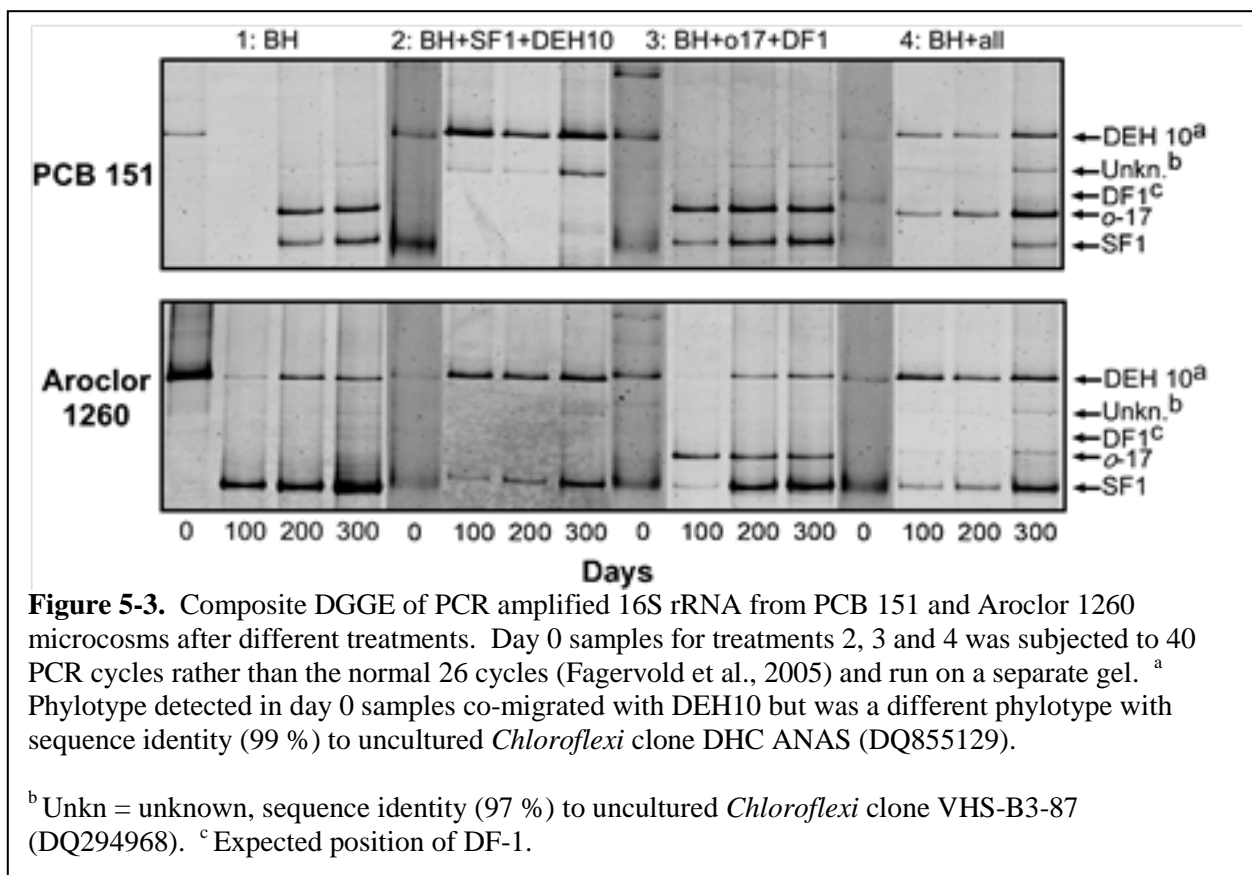 1: BH 2: BH+SF1+DEH10 3: BH+o17+DF1 4: BH+all
PCB 151
DEH 10a
Unkn.b
DF1c
o-17
SF1
Aroclor
1260
DEH 10a
Unkn.b
DF1c
o-17
SF1
0 100 200 300 0 100 200 300 0 100 200 300 0 100 200 300
Days
Figure 5-3. Composite DGGE of PCR amplified 16S rRNA from PCB 151 and Aroclor 1260
microcosms after different treatments. Day 0 samples for treatments 2, 3 and 4 was subjected to 40
PCR cycles rather than the normal 26 cycles (Fagervold et al., 2005) and run on a separate gel. a
Phylotype detected in day 0 samples co-migrated with DEH10 but was a different phylotype with
sequence identity (99 %) to uncultured Chloroflexi clone DHC ANAS (DQ855129).
b Unkn = unknown, sequence identity (97 %) to uncultured Chloroflexi clone VHS-B3-87
(DQ294968). c Expected position of DF-1.